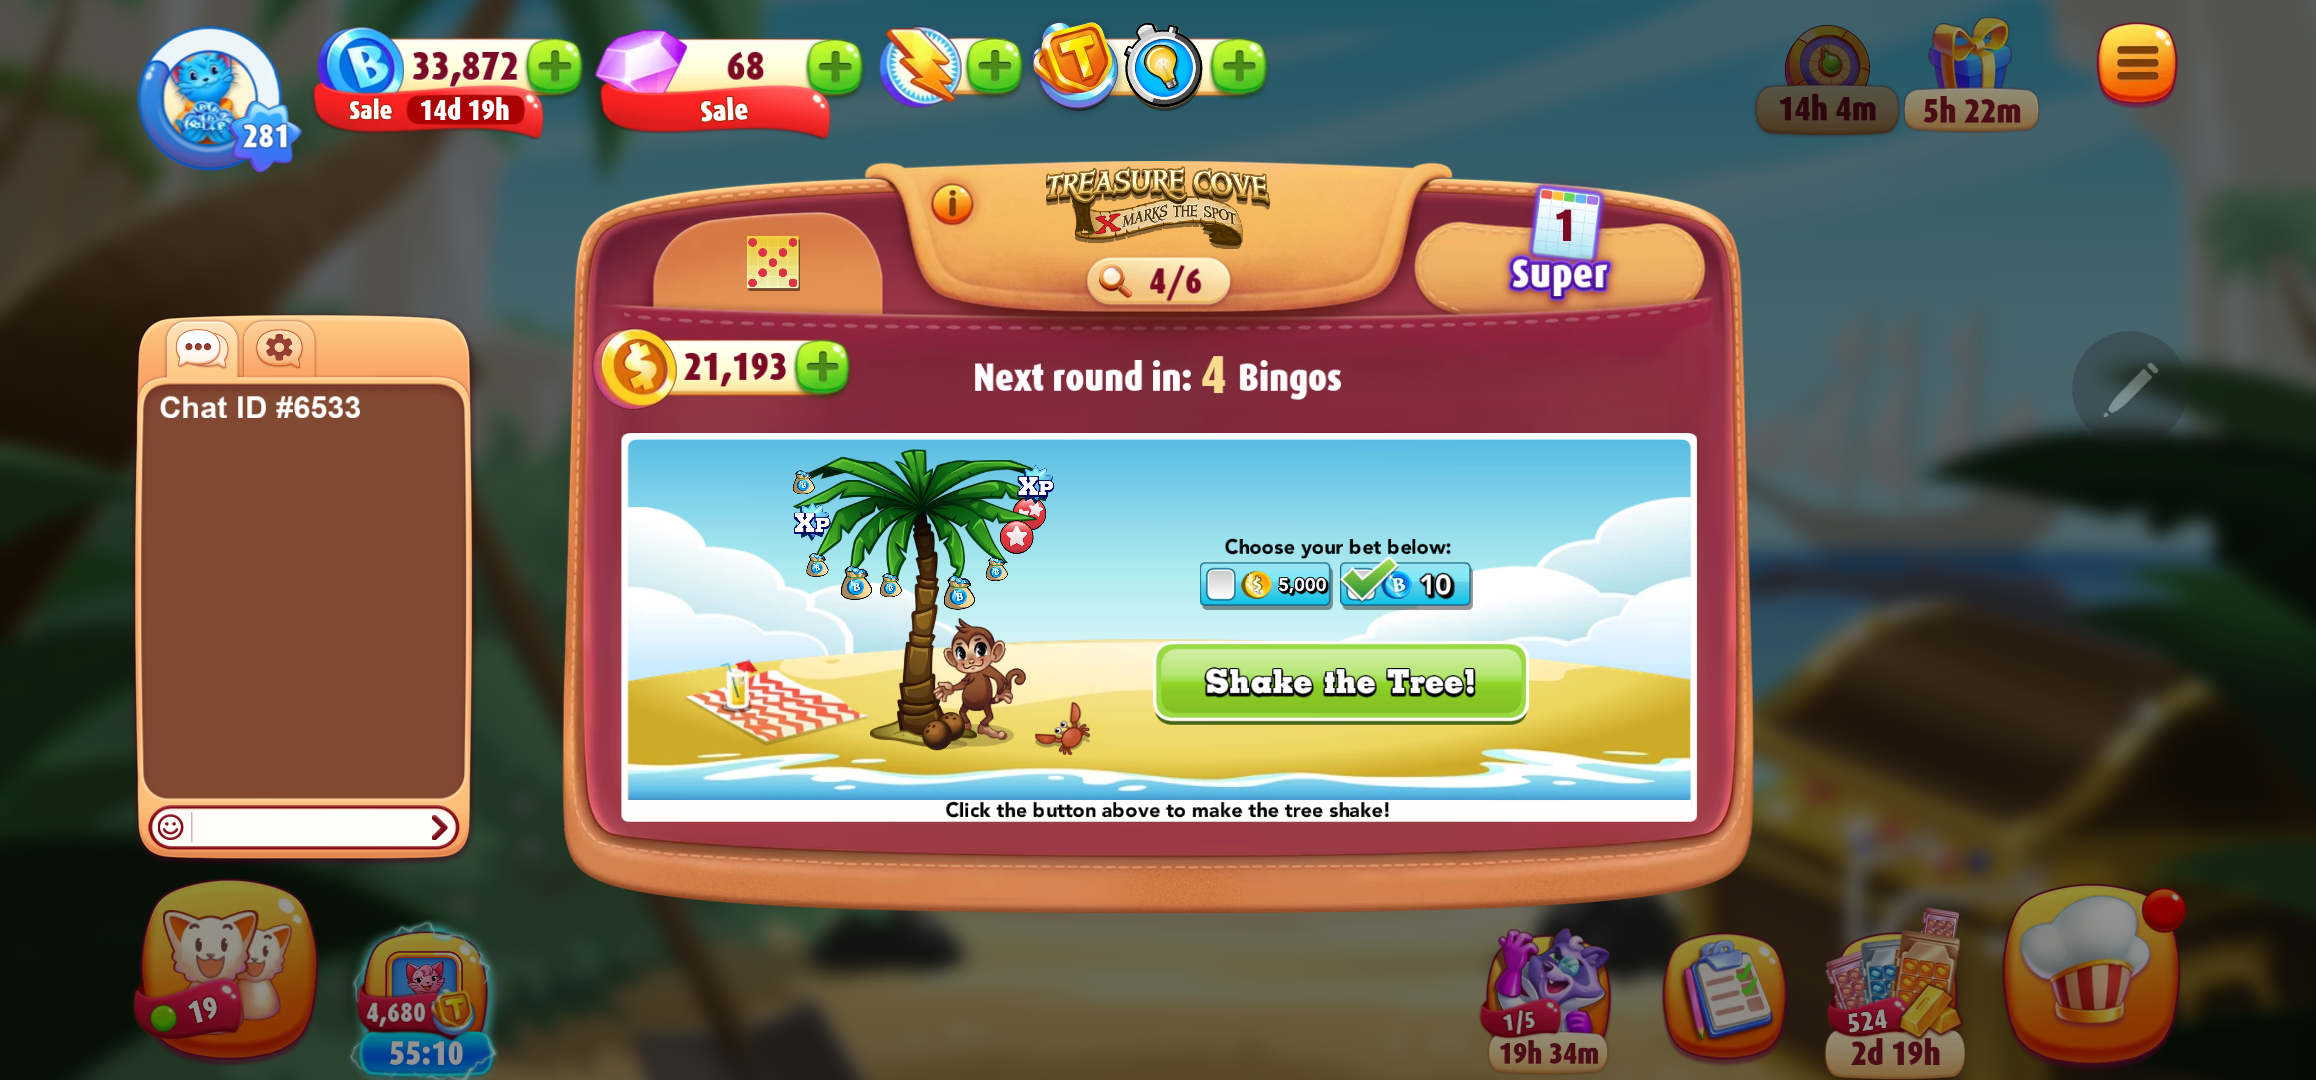 33,872
Sale 14d 19h
281
68
Sale
T
14h 4m
5h 22m
TREASURE COVE
X MARKS THE SPOT
4/6
1
Super
21,193
Next round in: 4 Bingos
Chat ID #6533
XP
XP
Choose your bet below:
5,000
B 10
Shake the Tree!
Click the button above to make the tree shake!
19
4,680 T
55:10
1/5
19h 34m
524
2d 19h